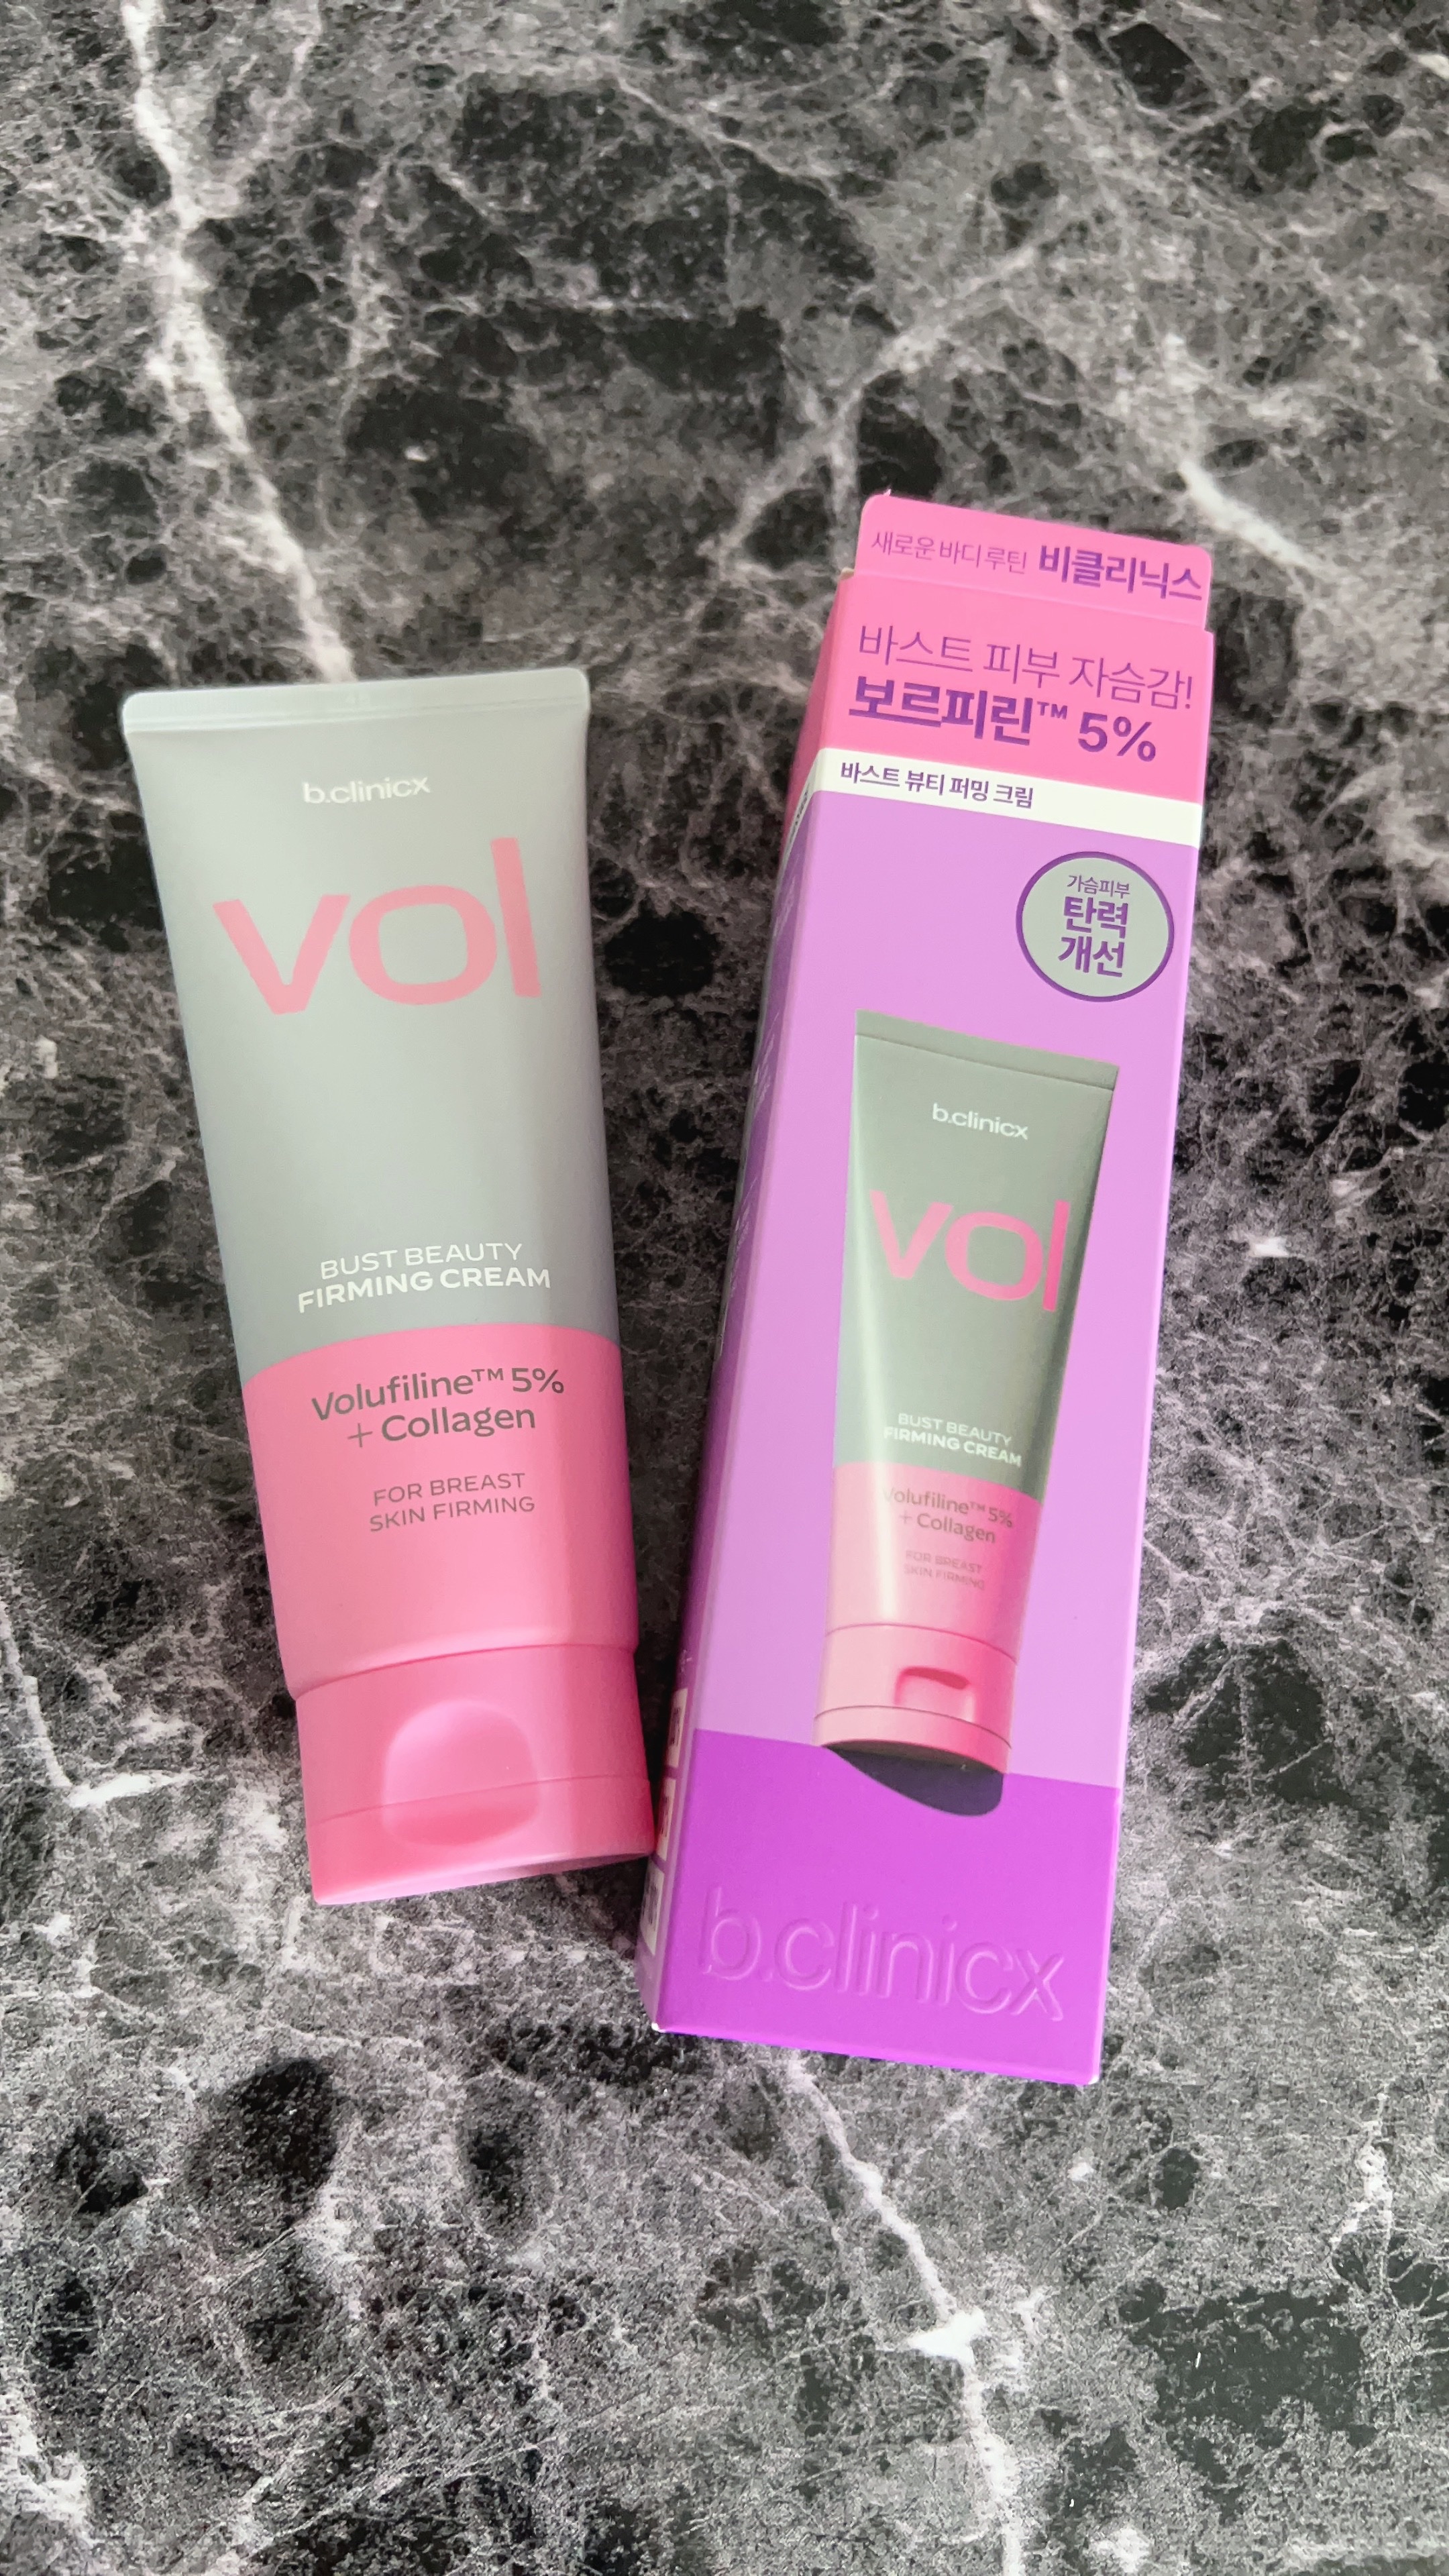 b.clinicx
vol
BUST BEAUTY
FIRMING CREAM
Volufiline™ 5%
+ Collagen
FOR BREAST
SKIN FIRMING
새로운 바디 루틴 비클리닉스
바스트 피부 자슴감!
보르피린™ 5%
바스트 뷰티 퍼밍 크림
가슴피부
탄력
개선
b.clinicx
vol
BUST BEAUTY
FIRMING CREAM
Volufiline™ 5%
+ Collagen
FOR BREAST
SKIN FIRMING
b.clinicx